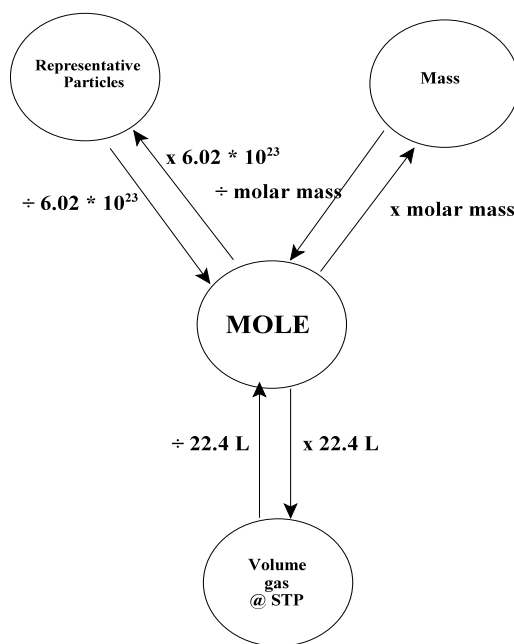 Representative
Particles
Mass
x 6.02 * 10²³
÷ molar mass
÷ 6.02 * 10²³
x molar mass
MOLE
÷ 22.4 L
x 22.4 L
Volume
gas
@ STP